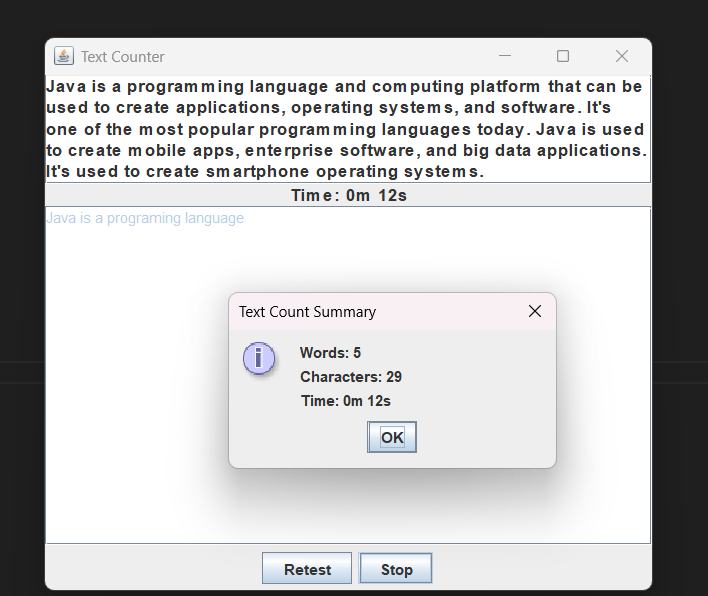 Text Counter
Java is a programming language and computing platform that can be
used to create applications, operating systems, and software. It's
one of the most popular programming languages today. Java is used
to create mobile apps, enterprise software, and big data applications.
It's used to create smartphone operating systems.
Time: 0m 12s
Java is a programing language
Text Count Summary
Words: 5
Characters: 29
Time: 0m 12s
OK
Retest Stop